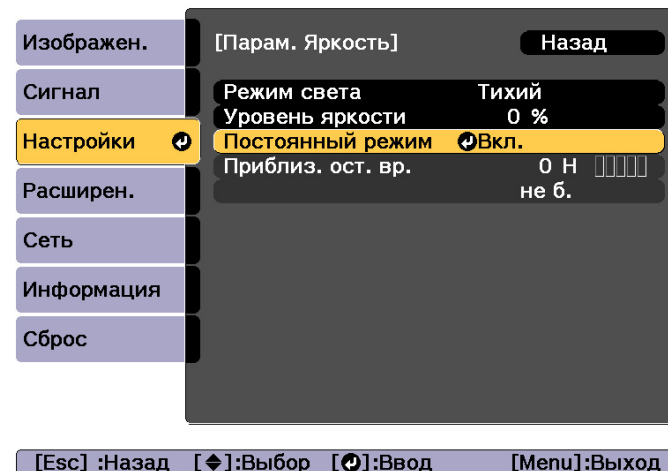 Изображен.
Сигнал
Настройки
Расширен.
Сеть
Информация
Сброс
[Парам. Яркость] Назад
Режим света Тихий
Уровень яркости 0 %
Постоянный режим Вкл.
Приблиз. ост. вр. 0 H
не б.
[Esc] :Назад [◆]:Выбор [↵]:Ввод [Menu]:Выход